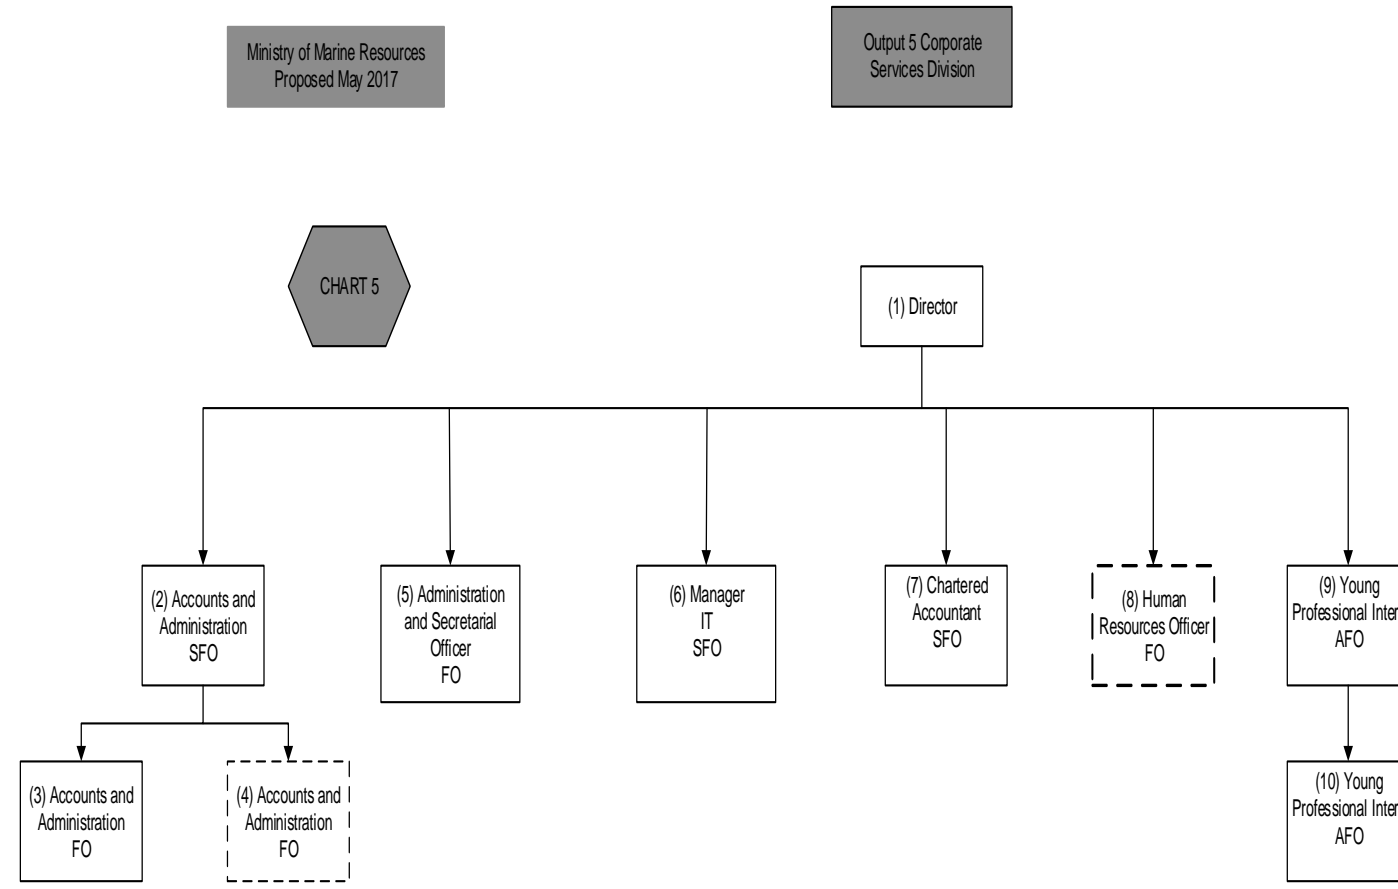 Ministry of Marine Resources
Proposed May 2017
Output 5 Corporate
Services Division
CHART 5
(1) Director
(2) Accounts and
Administration
SFO
(5) Administration
and Secretarial
Officer
FO
(6) Manager
IT
SFO
(7) Chartered
Accountant
SFO
(8) Human
Resources Officer
FO
(9) Young
Professional Inter
AFO
(3) Accounts and
Administration
FO
(4) Accounts and
Administration
FO
(10) Young
Professional Inter
AFO